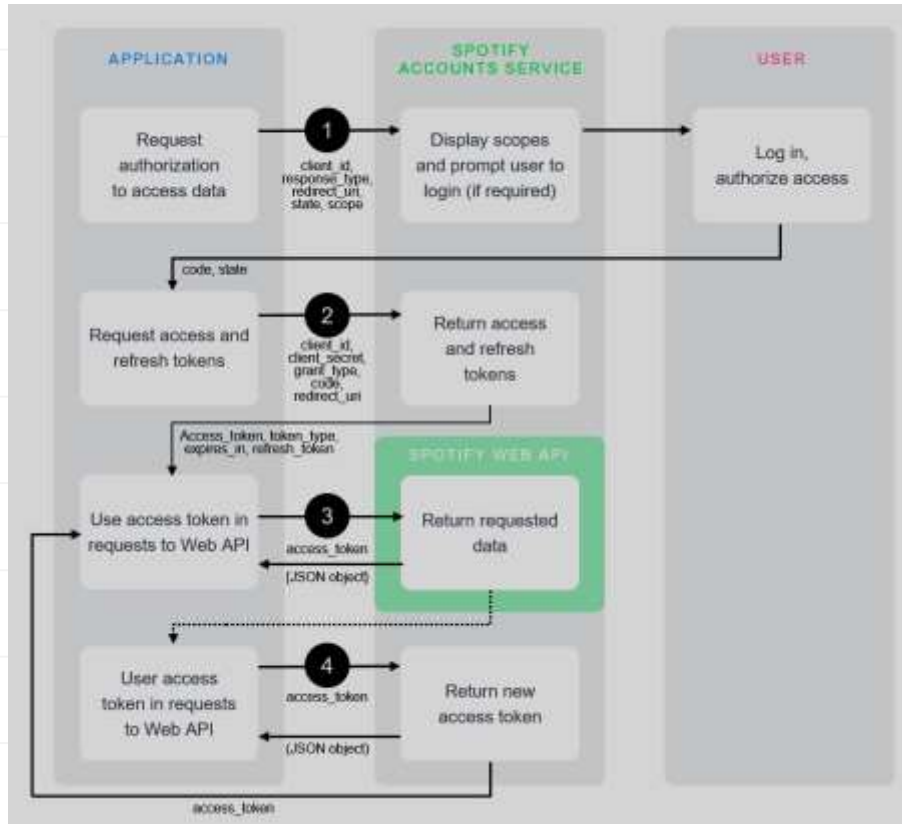 APPLICATION
SPOTIFY
ACCOUNTS SERVICE
USER
Request
authorization
to access data
1
client_id,
response_type,
redirect_uri,
state, scope
Display scopes
and prompt user to
login (if required)
Log in,
authorize access
code, state
Request access and
refresh tokens
2
client_id,
client_secret,
grant_type,
code,
redirect_uri
Return access
and refresh
tokens
Access_token, token_type,
expires_in, refresh_token
SPOTIFY WEB API
Use access token in
requests to Web API
3
access_token
(JSON object)
Return requested
data
User access
token in requests
to Web API
4
access_token
(JSON object)
Return new
access token
access_token